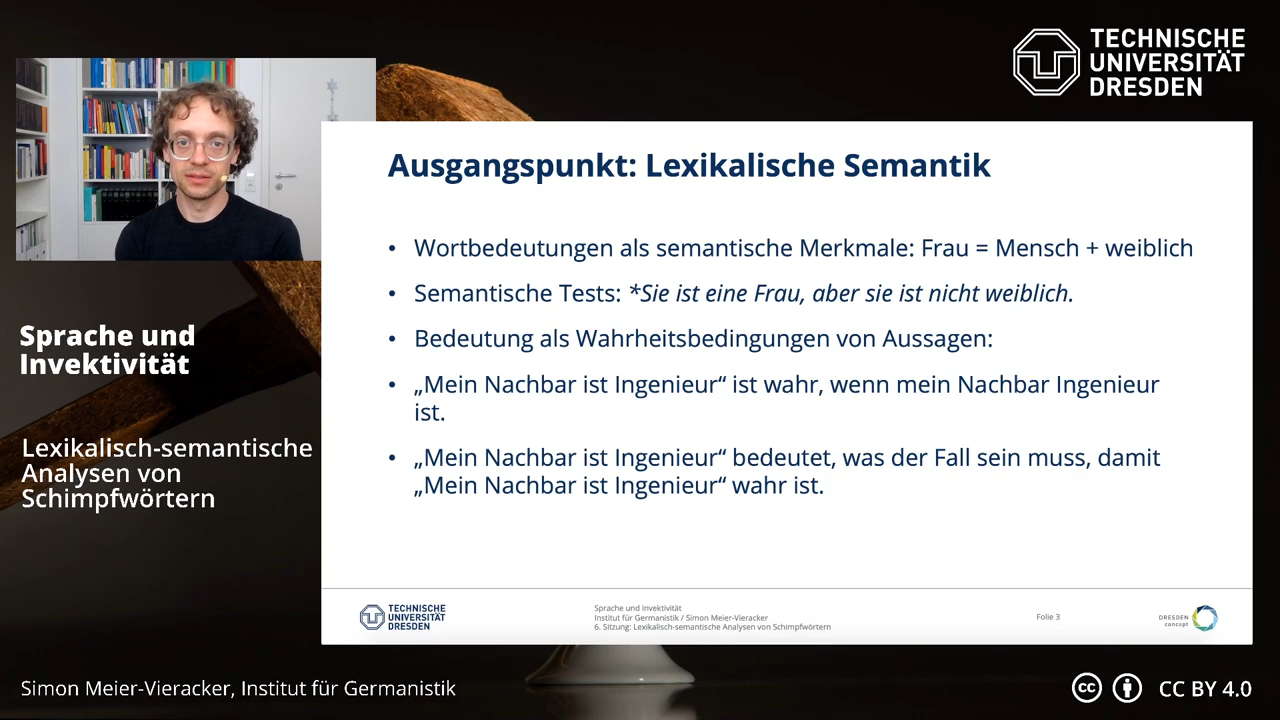 TECHNISCHE
UNIVERSITÄT
DRESDEN
Ausgangspunkt: Lexikalische Semantik
• Wortbedeutungen als semantische Merkmale: Frau = Mensch + weiblich
• Semantische Tests: *Sie ist eine Frau, aber sie ist nicht weiblich.
• Bedeutung als Wahrheitsbedingungen von Aussagen:
• „Mein Nachbar ist Ingenieur“ ist wahr, wenn mein Nachbar Ingenieur
ist.
• „Mein Nachbar ist Ingenieur“ bedeutet, was der Fall sein muss, damit
„Mein Nachbar ist Ingenieur“ wahr ist.
Sprache und
Invektivität
Lexikalisch-semantische
Analysen von
Schimpfwörtern
TECHNISCHE
UNIVERSITÄT
DRESDEN
Sprache und Invektivität
Institut für Germanistik / Simon Meier-Vieracker
6. Sitzung: Lexikalisch-semantische Analysen von Schimpfwörtern
Folie 3
DRESDEN
concept
Simon Meier-Vieracker, Institut für Germanistik
cc CC BY 4.0